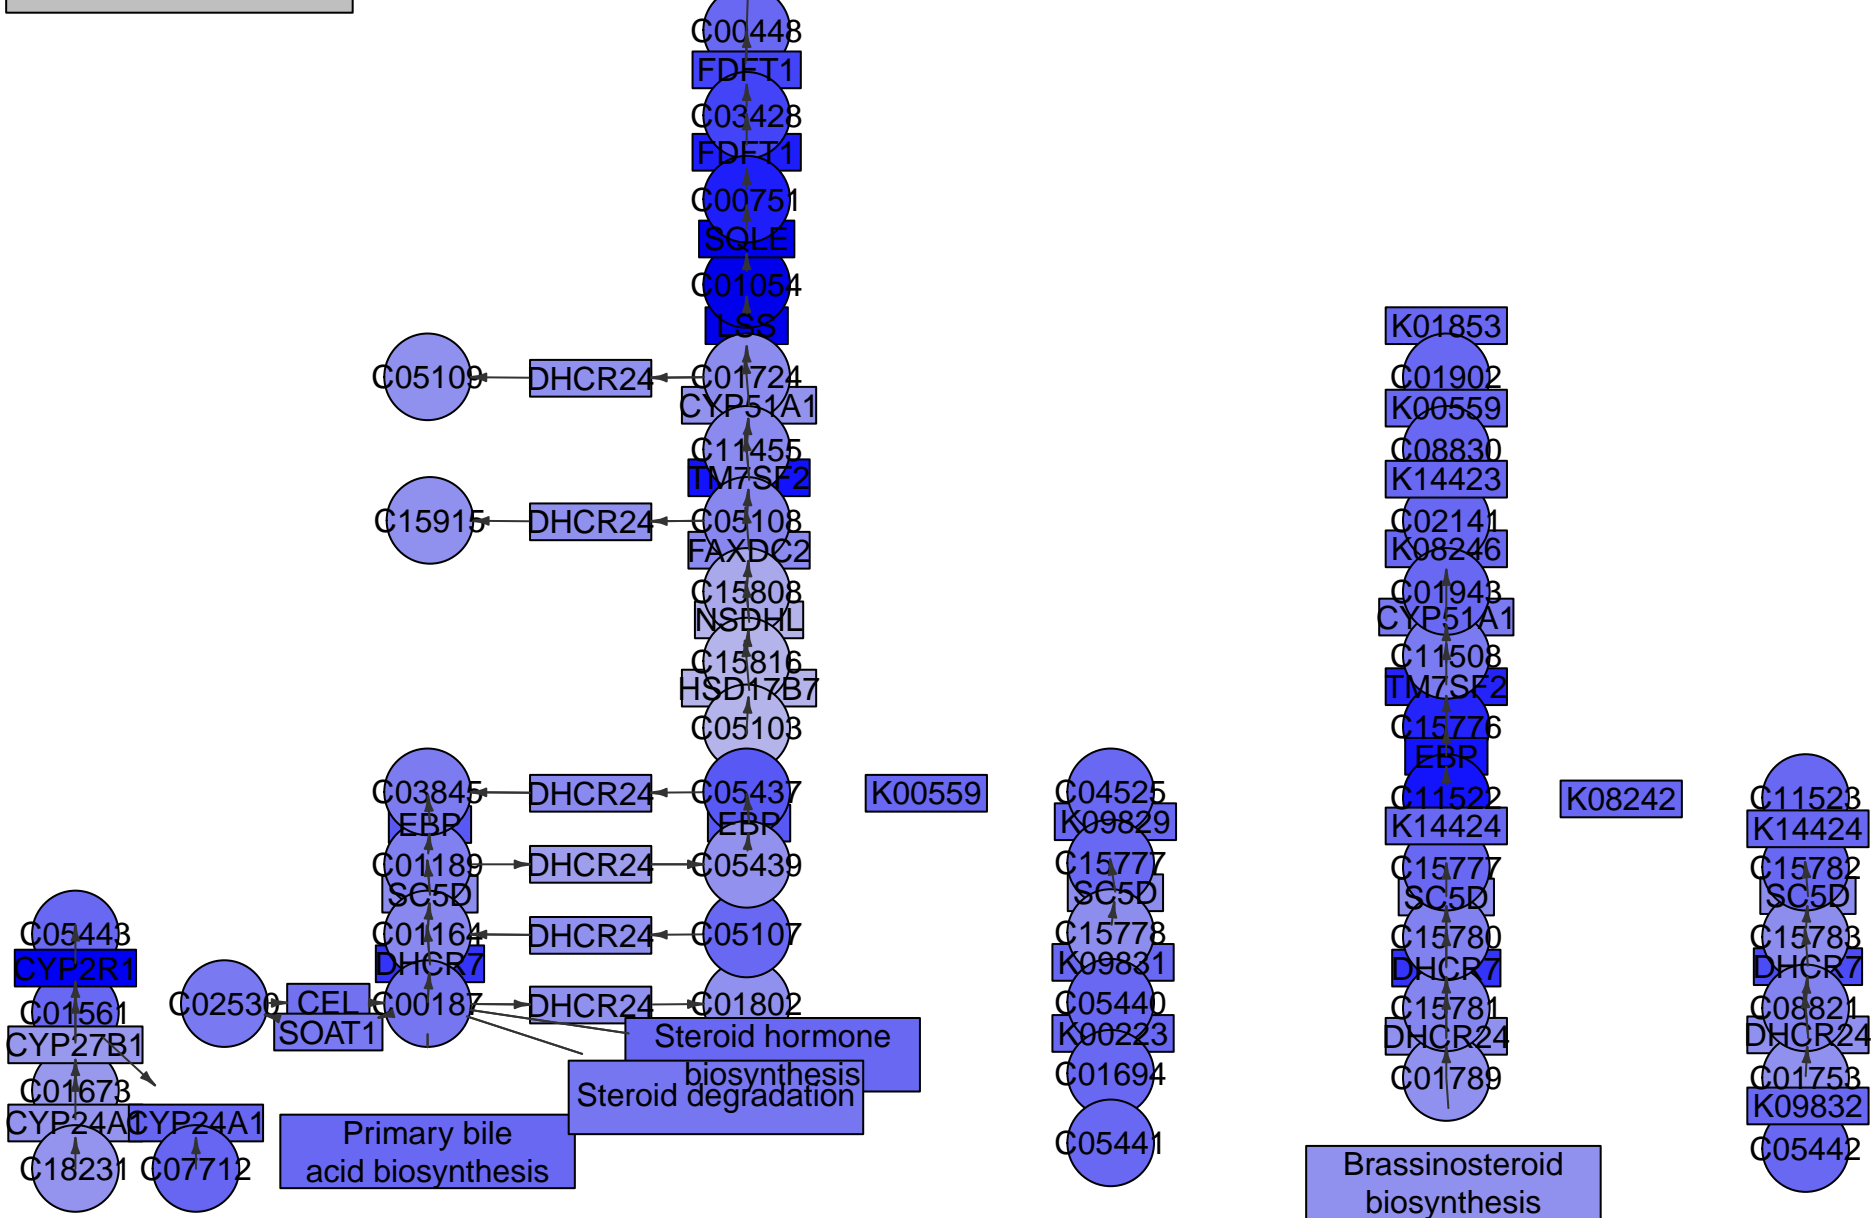 C00448
FDFT1
C03428
FDFT1
C00751
SQLE
C01054
LSS
C05109
DHCR24
C01724
CYP51A1
C11455
TM7SF2
C15915
DHCR24
C05108
FAXDC2
C15808
NSDHL
C15816
HSD17B7
C05103
C03845
DHCR24
C05437
EBP
EBP
C01189
DHCR24
C05439
SC5D
C01164
DHCR24
C05107
DHCR7
C02530
CEL
SOAT1
C00187
DHCR24
C01802
Steroid hormone
biosynthesis
Steroid degradation
Primary bile
acid biosynthesis
C05443
CYP2R1
C01561
CYP27B1
C01673
CYP24A1
CYP24A1
C18231
C07712
K00559
C04525
K09829
C15777
SC5D
C15778
K09831
C05440
K00223
C01694
C05441
K01853
C01902
K00559
C08830
K14423
C02141
K08246
C01943
CYP51A1
C11508
TM7SF2
C15776
EBP
C11522
K14424
C15777
SC5D
C15780
DHCR7
C15781
DHCR24
C01789
Brassinosteroid
biosynthesis
K08242
C11523
K14424
C15782
SC5D
C15783
DHCR7
C08821
DHCR24
C01753
K09832
C05442